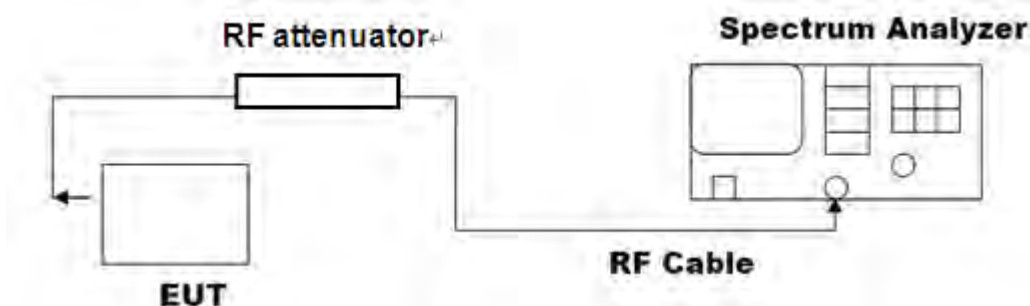 Spectrum Analyzer
RF attenuator
RF Cable
EUT